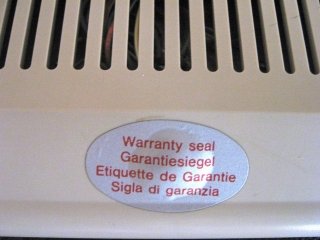 Warranty seal
Garantiesiegel
Etiquette de Garantie
Sigla di garanzia